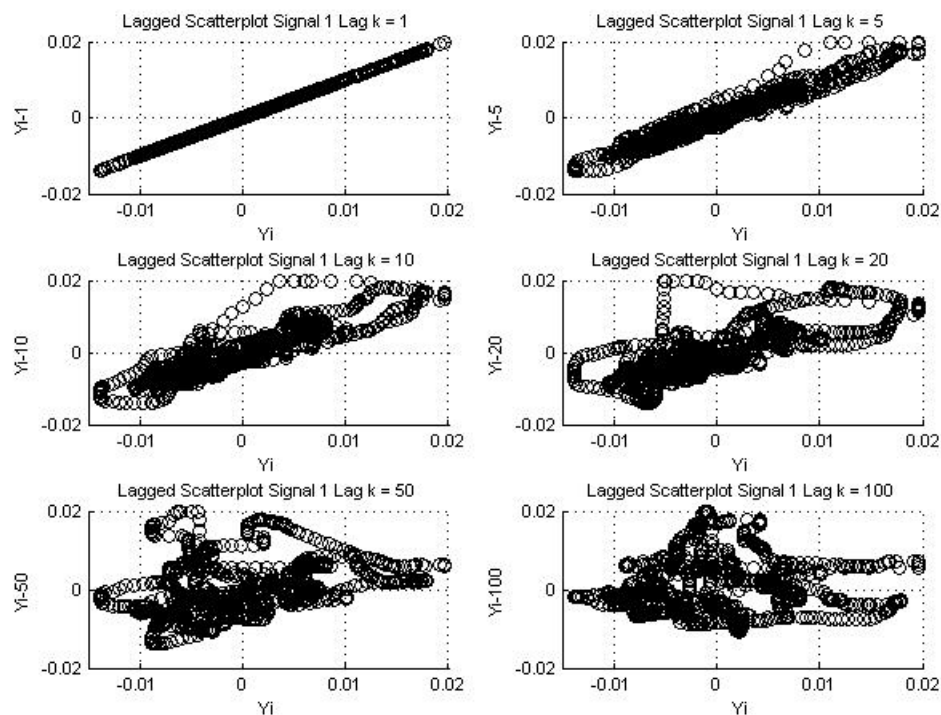 Lagged Scatterplot Signal 1 Lag k = 1
0.02
0
-0.02
Yi-1
-0.01 0 0.01 0.02
Yi
Lagged Scatterplot Signal 1 Lag k = 5
0.02
0
-0.02
Yi-5
-0.01 0 0.01 0.02
Yi
Lagged Scatterplot Signal 1 Lag k = 10
0.02
0
-0.02
Yi-10
-0.01 0 0.01 0.02
Yi
Lagged Scatterplot Signal 1 Lag k = 20
0.02
0
-0.02
Yi-20
-0.01 0 0.01 0.02
Yi
Lagged Scatterplot Signal 1 Lag k = 50
0.02
0
-0.02
Yi-50
-0.01 0 0.01 0.02
Yi
Lagged Scatterplot Signal 1 Lag k = 100
0.02
0
-0.02
Yi-100
-0.01 0 0.01 0.02
Yi